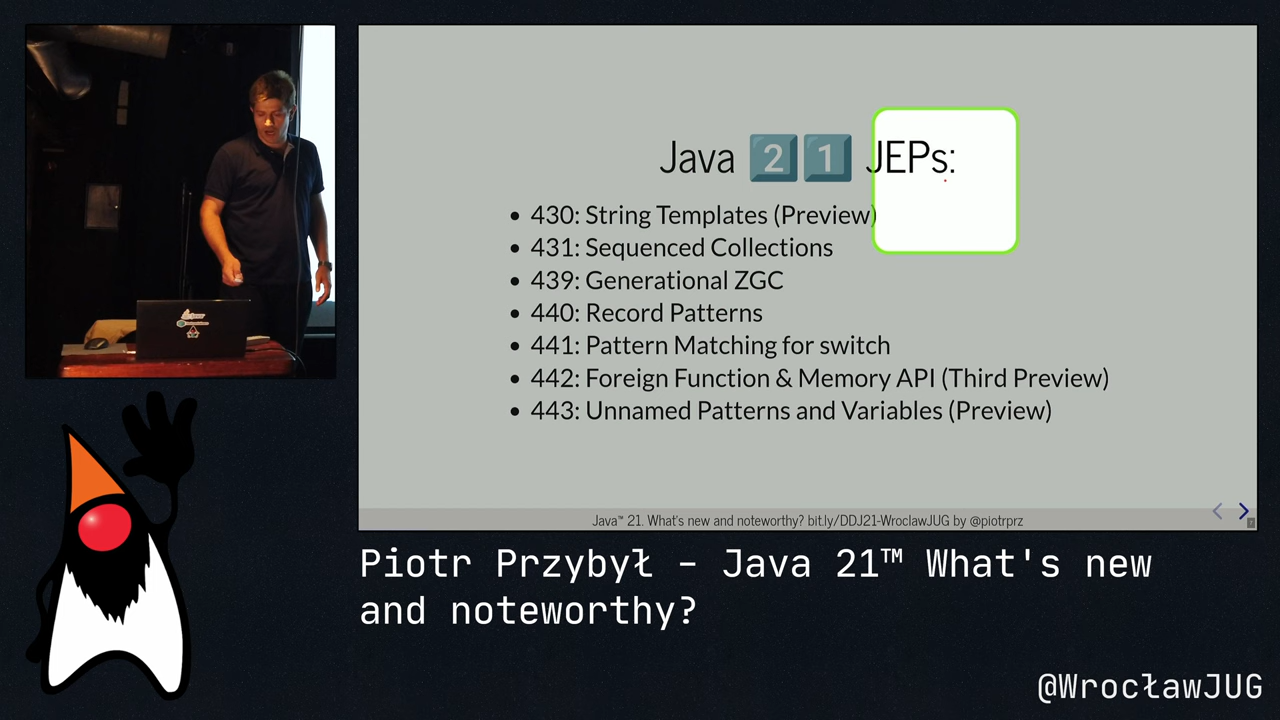 Java 21 JEPs:
• 430: String Templates (Preview)
• 431: Sequenced Collections
• 439: Generational ZGC
• 440: Record Patterns
• 441: Pattern Matching for switch
• 442: Foreign Function & Memory API (Third Preview)
• 443: Unnamed Patterns and Variables (Preview)
Java™ 21. What's new and noteworthy? bit.ly/DDJ21-WroclawJUG by @piotrprz
Piotr Przybył – Java 21™ What's new
and noteworthy?
@WrocławJUG